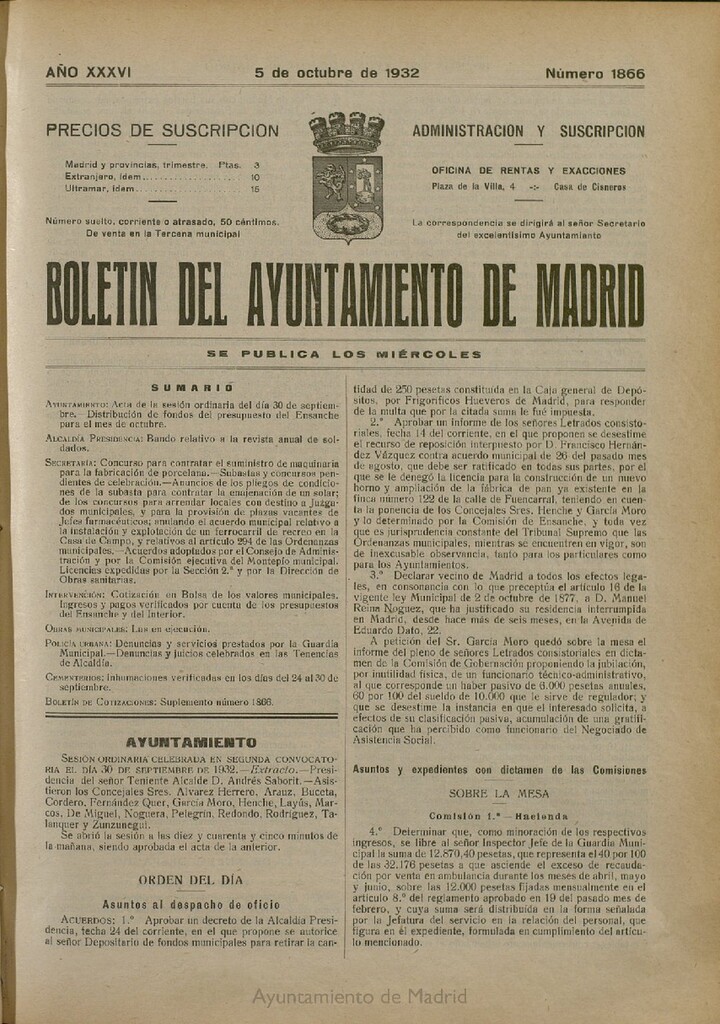 AÑO XXXVI
5 de octubre de 1932
Número 1866
PRECIOS DE SUSCRIPCION
Madrid y provincias, trimestre. Ptas. 3
Extranjero, ídem........................ 10
Ultramar, ídem.......................... 15
Número suelto, corriente o atrasado, 50 céntimos.
De venta en la Tercena municipal
ADMINISTRACION Y SUSCRIPCION
OFICINA DE RENTAS Y EXACCIONES
Plaza de la Villa, 4 -:- Casa de Cisneros
La correspondencia se dirigirá al señor Secretario
del excelentísimo Ayuntamiento
BOLETIN DEL AYUNTAMIENTO DE MADRID
SE PUBLICA LOS MIÉRCOLES
SUMARIO
AYUNTAMIENTO: Acta de la sesión ordinaria del día 30 de septiem-
bre.—Distribución de fondos del presupuesto del Ensanche
para el mes de octubre.
ALCALDÍA PRESIDENCIA: Bando relativo a la revista anual de sol-
dados.
SECRETARÍA: Concurso para contratar el suministro de maquinaria
para la fabricación de porcelana.—Subastas y concursos pen-
dientes de celebración.—Anuncios de los pliegos de condicio-
nes de la subasta para contratar la enajenación de un solar;
de los concursos para arrendar locales con destino a Juzga-
dos municipales, y para la provisión de plazas vacantes de
Jefes farmacéuticos; anulando el acuerdo municipal relativo a
la instalación y explotación de un ferrocarril de recreo en la
Casa de Campo, y relativos al artículo 294 de las Ordenanzas
municipales.—Acuerdos adoptados por el Consejo de Adminis-
tración y por la Comisión ejecutiva del Montepío municipal.
Licencias expedidas por la Sección 2.ª y por la Dirección de
Obras sanitarias.
INTERVENCIÓN: Cotización en Bolsa de los valores municipales.
Ingresos y pagos verificados por cuenta de los presupuestos
del Ensanche y del Interior.
OBRAS MUNICIPALES: Las en ejecución.
POLICÍA URBANA: Denuncias y servicios prestados por la Guardia
Municipal.—Denuncias y juicios celebrados en las Tenencias
de Alcaldía.
CEMENTERIOS: Inhumaciones verificadas en los días del 24 al 30 de
septiembre.
BOLETÍN DE COTIZACIONES: Suplemento número 1866.
AYUNTAMIENTO
SESIÓN ORDINARIA CELEBRADA EN SEGUNDA CONVOCATO-
RIA EL DÍA 30 DE SEPTIEMBRE DE 1932.—Extracto.—Presi-
dencia del señor Teniente Alcalde D. Andrés Saborit.—Asis-
tieron los Concejales Sres. Alvarez Herrero, Arauz, Buceta,
Cordero, Fernández Quer, García Moro, Henche, Layús, Mar-
cos, De Miguel, Noguera, Pelegrín, Redondo, Rodríguez, Ta-
lanquer y Zunzunegui.
Se abrió la sesión a las diez y cuarenta y cinco minutos de
la mañana, siendo aprobada el acta de la anterior.
ORDEN DEL DÍA
Asuntos al despacho de oficio
ACUERDOS: 1.º Aprobar un decreto de la Alcaldía Presi-
dencia, fecha 24 del corriente, en el que propone se autorice
al señor Depositario de fondos municipales para retirar la can-
tidad de 250 pesetas constituída en la Caja general de Depó-
sitos, por Frigoríficos Hueveros de Madrid, para responder
de la multa que por la citada suma le fué impuesta.
2.º Aprobar un informe de los señores Letrados consisto-
riales, fecha 14 del corriente, en el que proponen se desestime
el recurso de reposición interpuesto por D. Francisco Hernán-
dez Vázquez contra acuerdo municipal de 26 del pasado mes
de agosto, que debe ser ratificado en todas sus partes, por el
que se le denegó la licencia para la construcción de un nuevo
horno y ampliación de la fábrica de pan ya existente en la
finca número 122 de la calle de Fuencarral, teniendo en cuen-
ta la ponencia de los Concejales Sres. Henche y García Moro
y lo determinado por la Comisión de Ensanche, y toda vez
que es jurisprudencia constante del Tribunal Supremo que las
Ordenanzas municipales, mientras se encuentren en vigor, son
de inexcusable observancia, tanto para los particulares como
para los Ayuntamientos.
3.º Declarar vecino de Madrid a todos los efectos lega-
les, en consonancia con lo que preceptúa el artículo 16 de la
vigente ley Municipal de 2 de octubre de 1877, a D. Manuel
Reina Noguez, que ha justificado su residencia interrumpida
en Madrid, desde hace más de seis meses, en la Avenida de
Eduardo Dato, 22.
A petición del Sr. García Moro quedó sobre la mesa el
informe del pleno de señores Letrados consistoriales en dicta-
men de la Comisión de Gobernación proponiendo la jubilación,
por inutilidad física, de un funcionario técnico-administrativo,
al que corresponde un haber pasivo de 6.000 pesetas anuales,
60 por 100 del sueldo de 10.000 que le sirve de regulador; y
que se desestime la instancia en que el interesado solicita, a
efectos de su clasificación pasiva, acumulación de una gratifi-
cación que ha percibido como funcionario del Negociado de
Asistencia Social.
Asuntos y expedientes con dictamen de las Comisiones
SOBRE LA MESA
Comisión 1.ª — Hacienda
4.º Determinar que, como minoración de los respectivos
ingresos, se libre al señor Inspector Jefe de la Guardia Muni-
cipal la suma de 12.870,40 pesetas, que representa el 40 por 100
de las 32.176 pesetas a que asciende el exceso de recauda-
ción por venta en ambulancia durante los meses de abril, mayo
y junio, sobre las 12.000 pesetas fijadas mensualmente en el
artículo 8.º del reglamento aprobado en 19 del pasado mes de
febrero, y cuya suma será distribuída en la forma señalada
por la Jefatura del servicio en la relación del personal, que
figura en él expediente, formulada en cumplimiento del artícu-
lo mencionado.
Ayuntamiento de Madrid